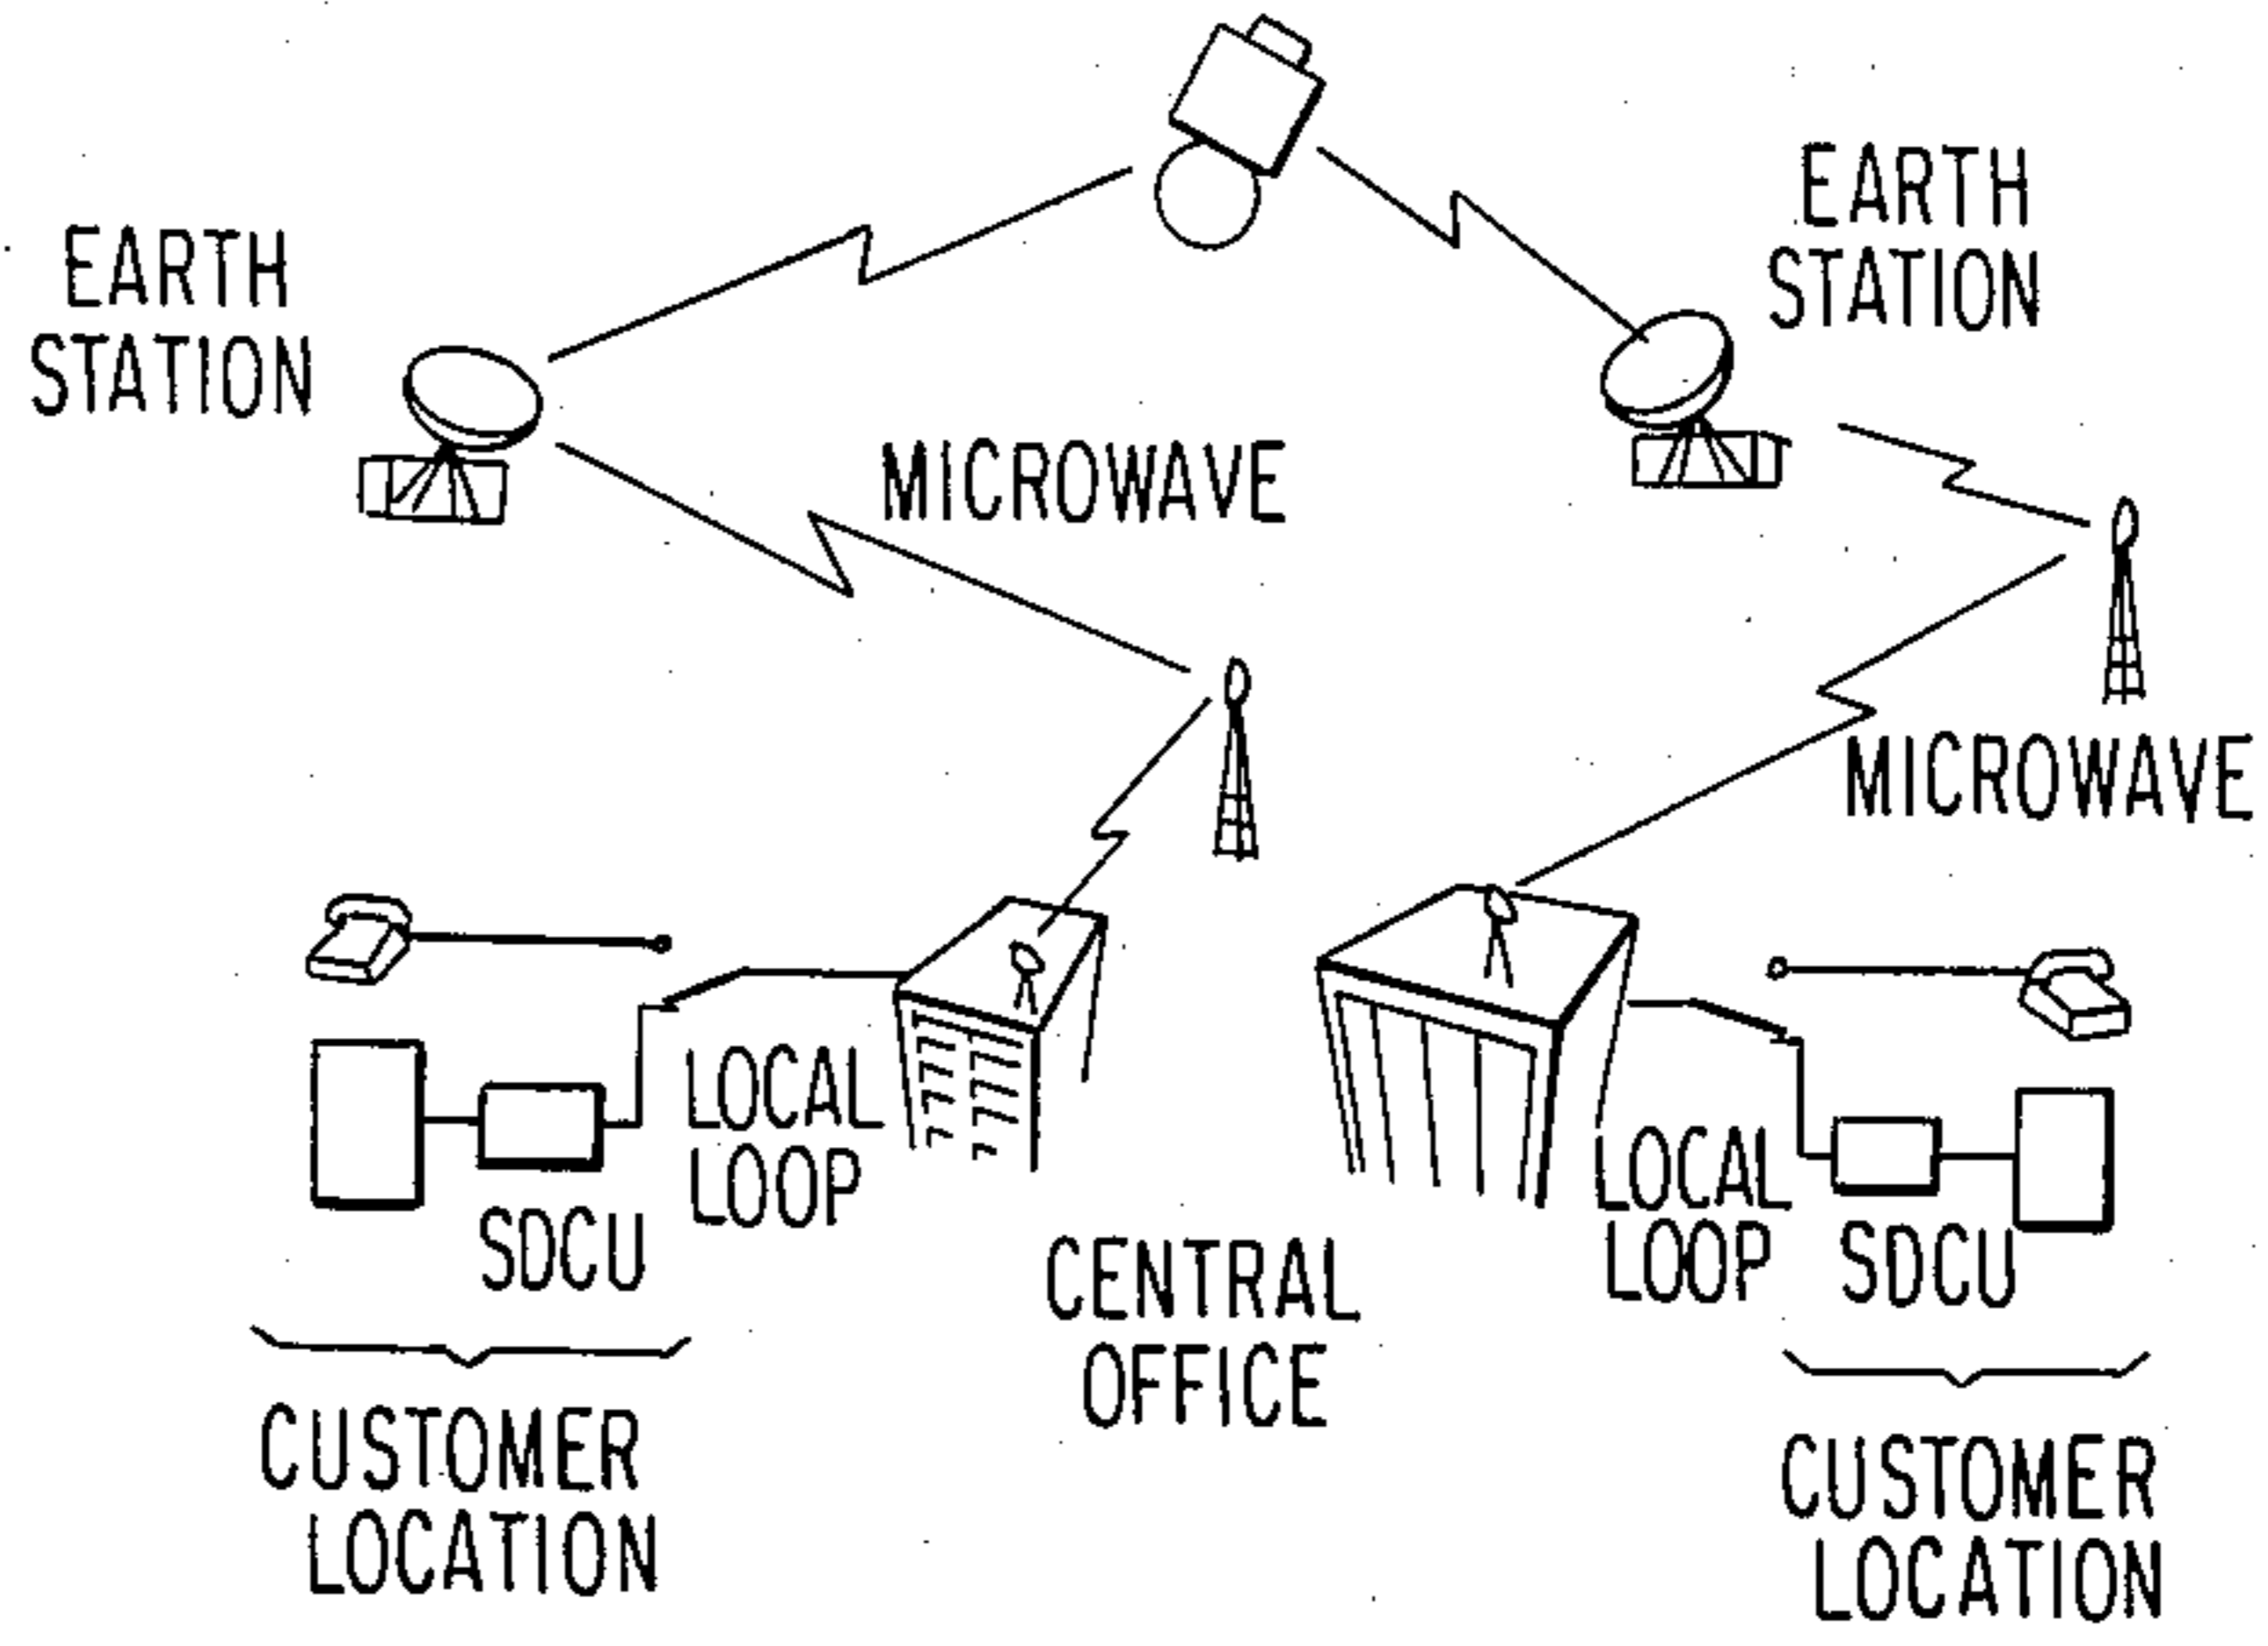 EARTH
STATION
EARTH
STATION
MICROWAVE
MICROWAVE
LOCAL
LOOP
SDCU
CENTRAL
OFFICE
LOCAL
LOOP
SDCU
CUSTOMER
LOCATION
CUSTOMER
LOCATION